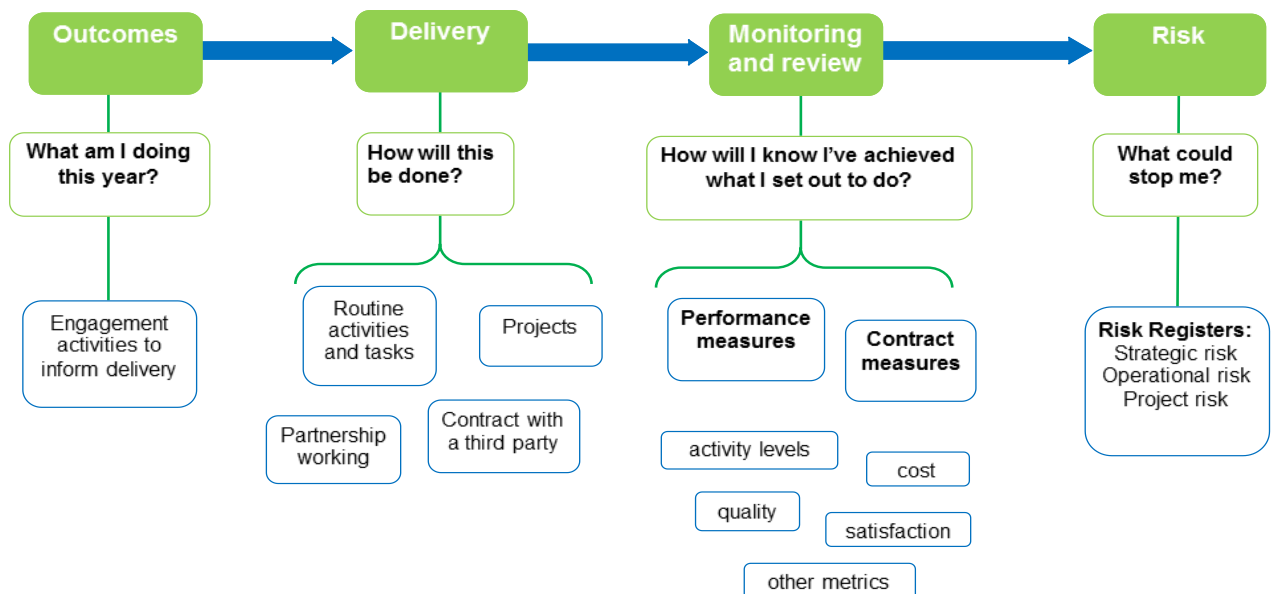 Outcomes
Delivery
Monitoring
and review
Risk
What am I doing
this year?
How will this
be done?
How will I know I’ve achieved
what I set out to do?
What could
stop me?
Engagement
activities to
inform delivery
Routine
activities
and tasks
Projects
Partnership
working
Contract with
a third party
Performance
measures
Contract
measures
activity levels
cost
quality
satisfaction
other metrics
Risk Registers:
Strategic risk
Operational risk
Project risk